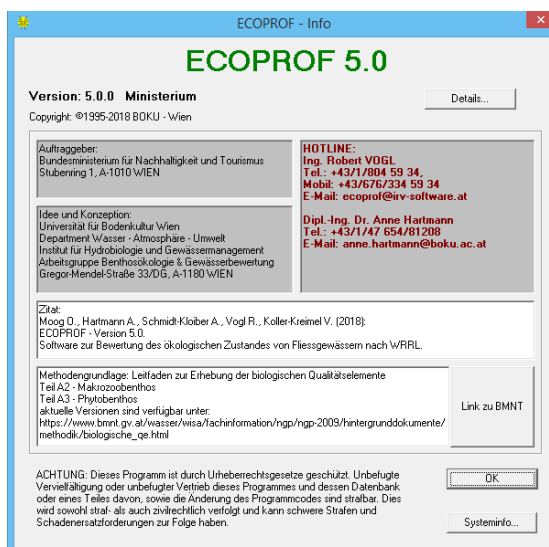 ECOPROF - Info
ECOPROF 5.0
Version: 5.0.0 Ministerium
Details...
Copyright: ©1995-2018 BOKU - Wien
Auftraggeber:
Bundesministerium für Nachhaltigkeit und Tourismus
Stubenring 1, A-1010 WIEN
HOTLINE:
Ing. Robert VOGL
Tel.: +43/1/804 59 34,
Mobil: +43/676/334 59 34
E-Mail: ecoprof@irv-software.at
Dipl.-Ing. Dr. Anne Hartmann
Tel.: +43/1/47 654/81208
E-Mail: anne.hartmann@boku.ac.at
Idee und Konzeption:
Universität für Bodenkultur Wien
Department Wasser - Atmosphäre - Umwelt
Institut für Hydrobiologie und Gewässermanagement
Arbeitsgruppe Benthosökologie & Gewässerbewertung
Gregor-Mendel-Straße 33/DG, A-1180 WIEN
Zitat:
Moog O., Hartmann A., Schmidt-Kloiber A., Vogl R., Koller-Kreimel V. (2018):
ECOPROF - Version 5.0.
Software zur Bewertung des ökologischen Zustandes von Fliessgewässern nach WRRL.
Methodengrundlage: Leitfaden zur Erhebung der biologischen Qualitätselemente
Teil A2 - Makrozoobenthos
Teil A3 - Phytobenthos
aktuelle Versionen sind verfügbar unter:
https://www.bmnt.gv.at/wasser/wisa/fachinformation/ngp/ngp-2009/hintergrunddokumente/
methodik/biologische_qe.html
Link zu BMNT
ACHTUNG: Dieses Programm ist durch Urheberrechtsgesetze geschützt. Unbefugte
Vervielfältigung oder unbefugter Vertrieb dieses Programmes und dessen Datenbank
oder eines Teiles davon, sowie die Änderung des Programmcodes sind strafbar. Dies
wird sowohl straf- als auch zivilrechtlich verfolgt und kann schwere Strafen und
Schadenersatzforderungen zur Folge haben.
OK
Systeminfo...